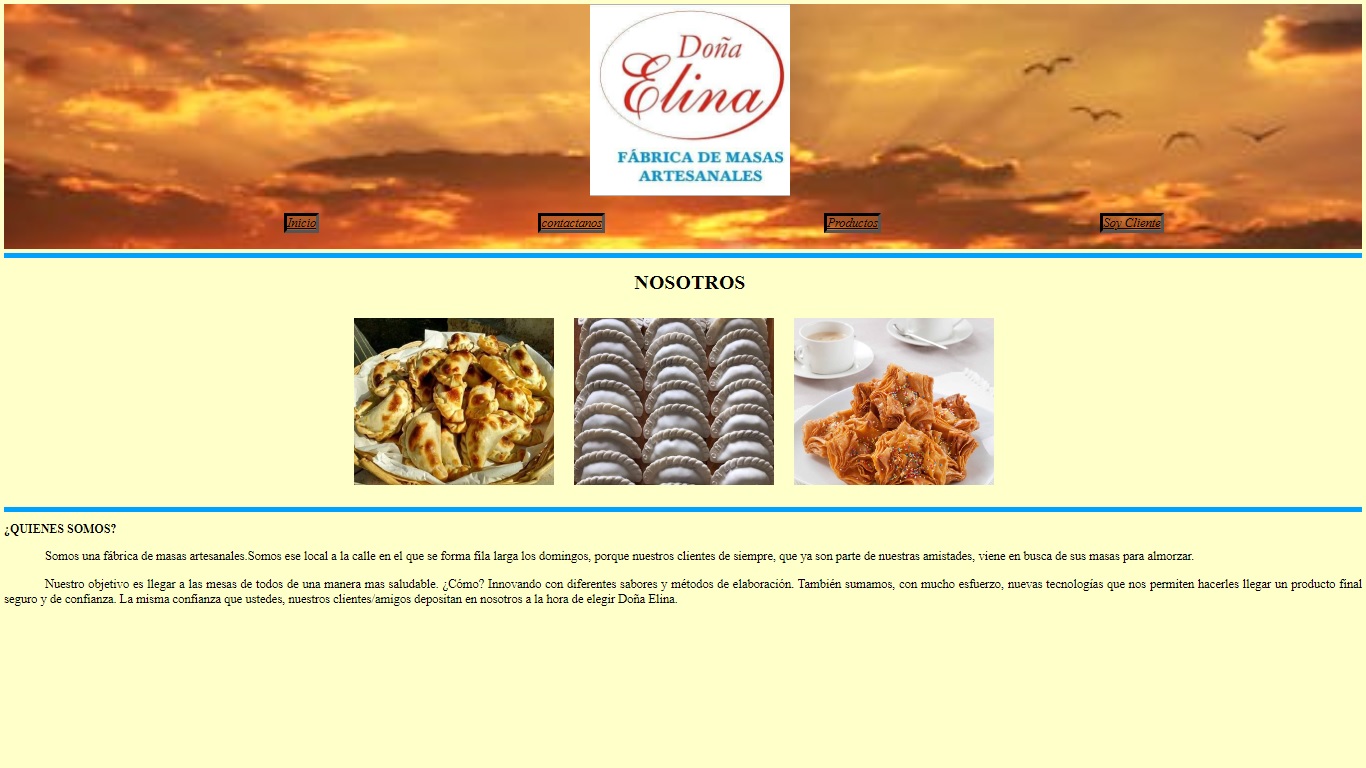 Doña
Elina
FÁBRICA DE MASAS
ARTESANALES
Inicio contactanos Productos Soy Cliente
NOSOTROS
¿QUIENES SOMOS?
Somos una fábrica de masas artesanales.Somos ese local a la calle en el que se forma fila larga los domingos, porque nuestros clientes de siempre, que ya son parte de nuestras amistades, viene en busca de sus masas para almorzar.
Nuestro objetivo es llegar a las mesas de todos de una manera mas saludable. ¿Cómo? Innovando con diferentes sabores y métodos de elaboración. También sumamos, con mucho esfuerzo, nuevas tecnologías que nos permiten hacerles llegar un producto final
seguro y de confianza. La misma confianza que ustedes, nuestros clientes/amigos depositan en nosotros a la hora de elegir Doña Elina.